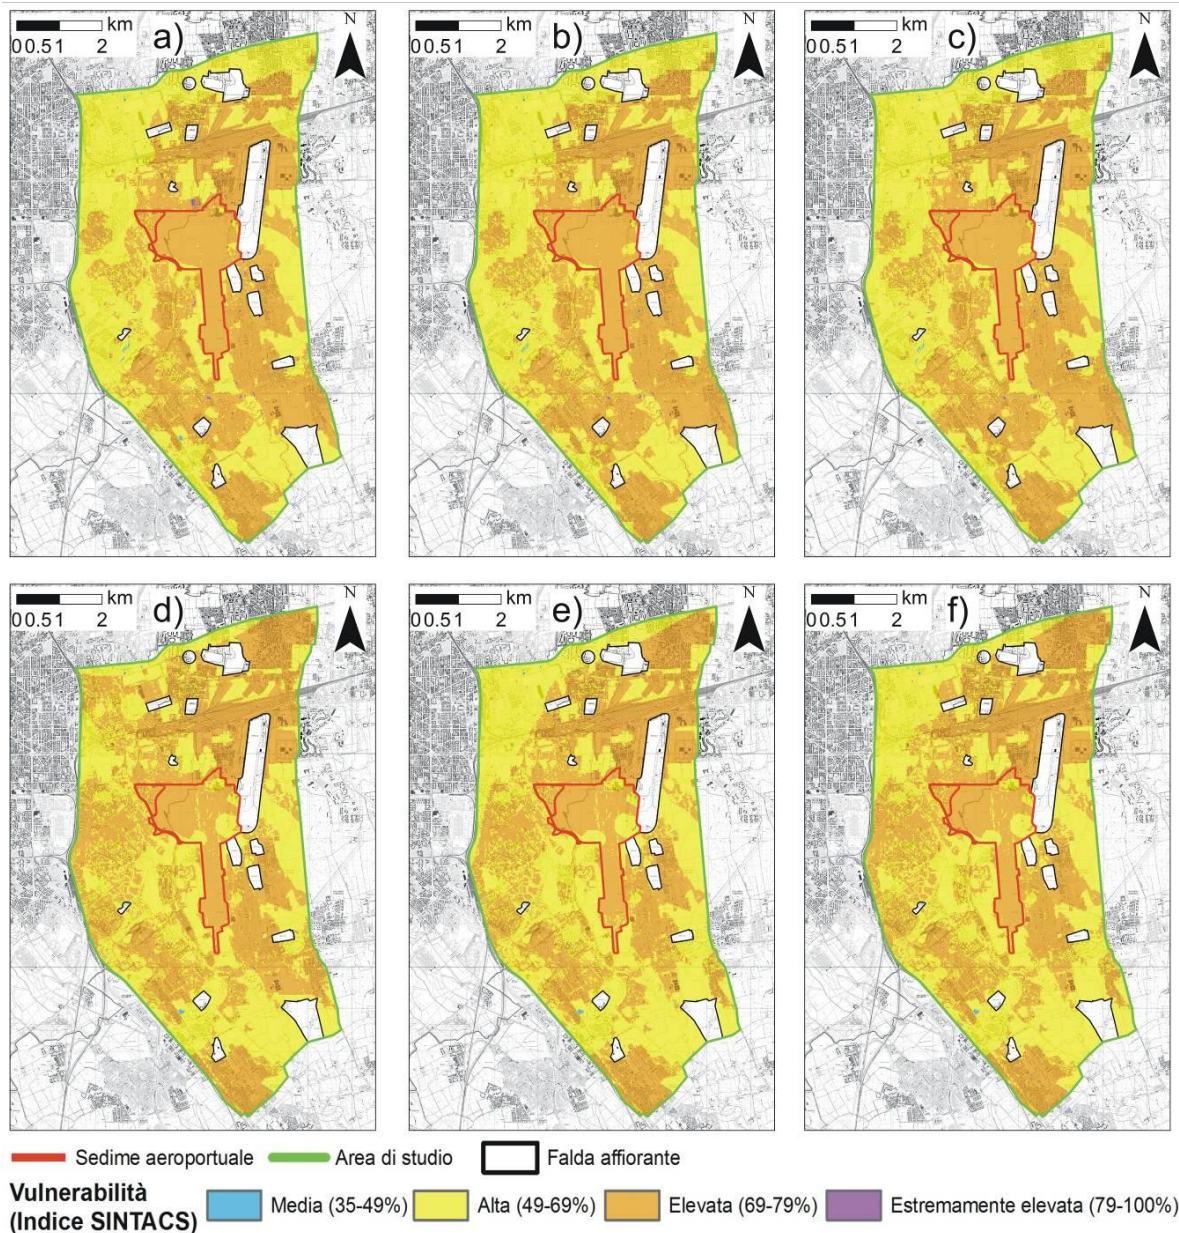 km
0 0.5 1 2
a)
N
km
0 0.5 1 2
b)
N
km
0 0.5 1 2
c)
N
km
0 0.5 1 2
d)
N
km
0 0.5 1 2
e)
N
km
0 0.5 1 2
f)
N
Sedime aeroportuale Area di studio Falda affiorante
Vulnerabilità
(Indice SINTACS) Media (35-49%) Alta (49-69%) Elevata (69-79%) Estremamente elevata (79-100%)